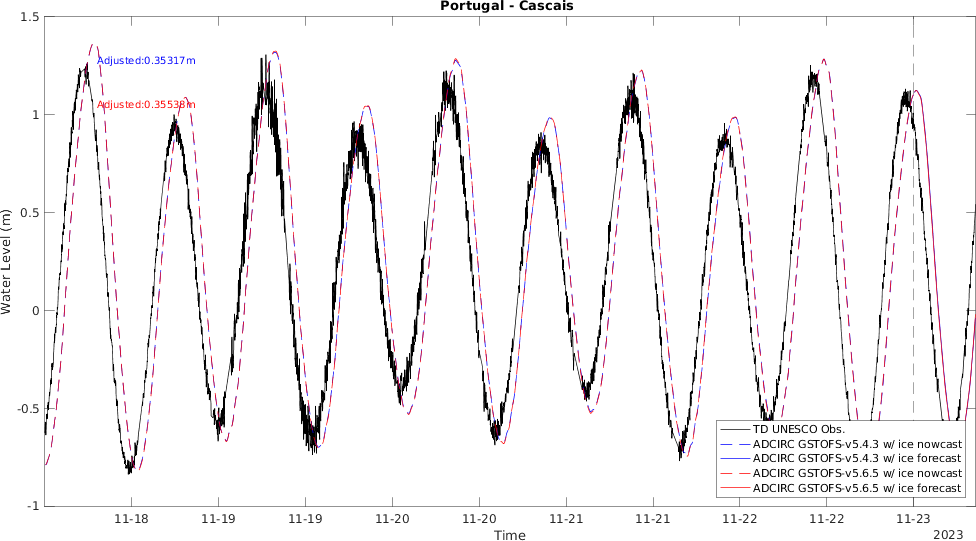 Portugal - Cascais
1.5
1
0.5
0
-0.5
-1
Water Level (m)
Adjusted:0.35317m
Adjusted:0.35538m
TD UNESCO Obs.
ADCIRC GSTOFS-v5.4.3 w/ ice nowcast
ADCIRC GSTOFS-v5.4.3 w/ ice forecast
ADCIRC GSTOFS-v5.6.5 w/ ice nowcast
ADCIRC GSTOFS-v5.6.5 w/ ice forecast
11-18 11-19 11-19 11-20 11-20 11-21 11-21 11-22 11-22 11-23
Time
2023